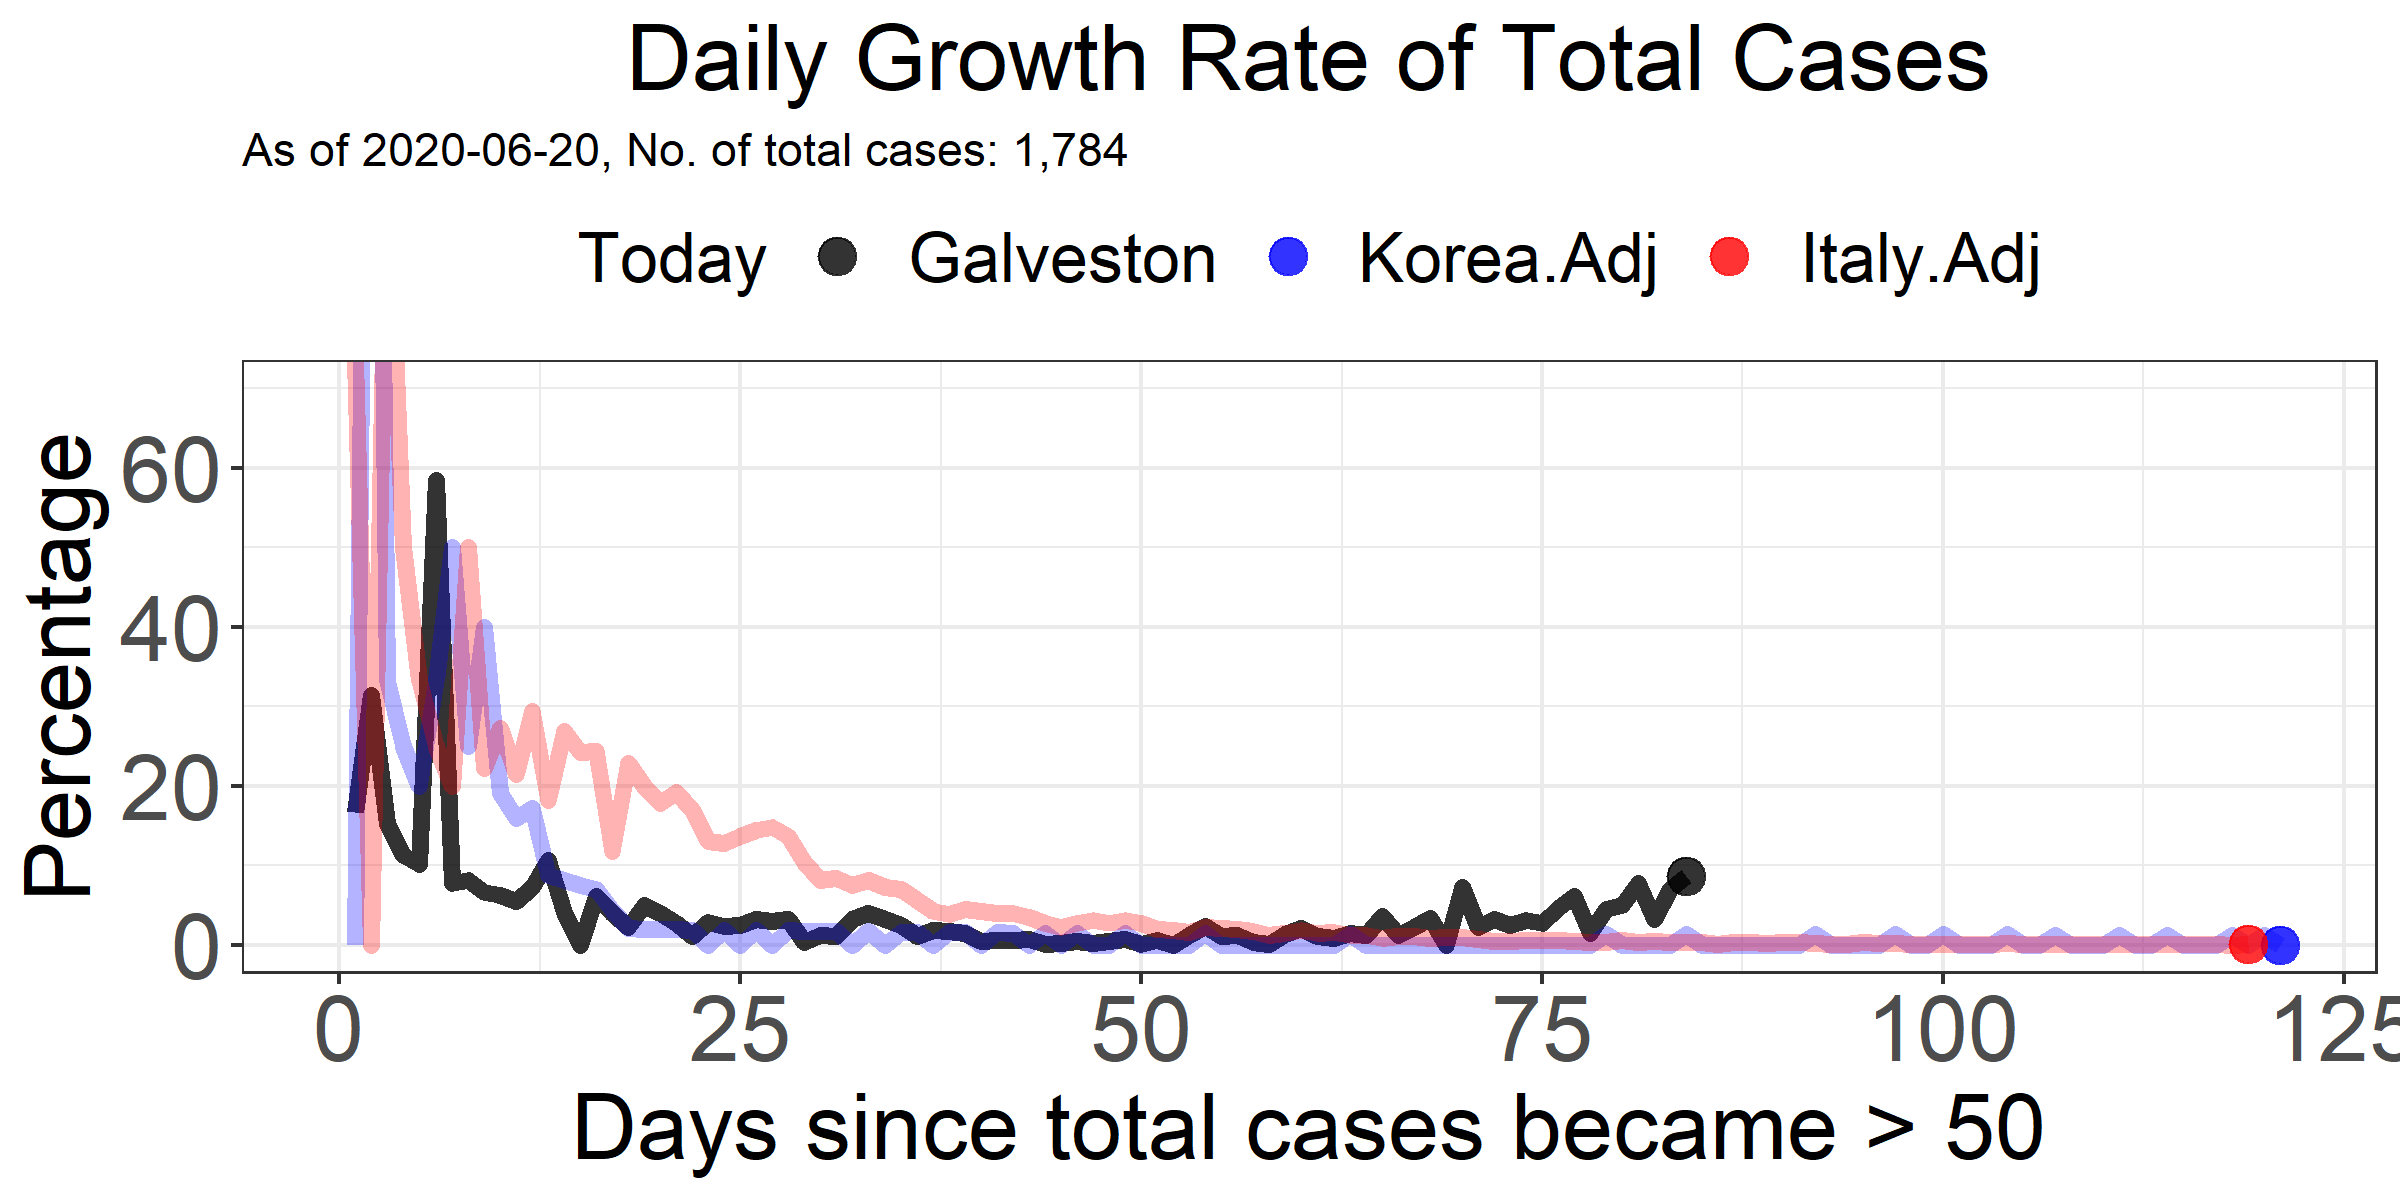 Daily Growth Rate of Total Cases
As of 2020-06-20, No. of total cases: 1,784
Today Galveston Korea.Adj Italy.Adj
Percentage
60
40
20
0
0 25 50 75 100 125
Days since total cases became > 50